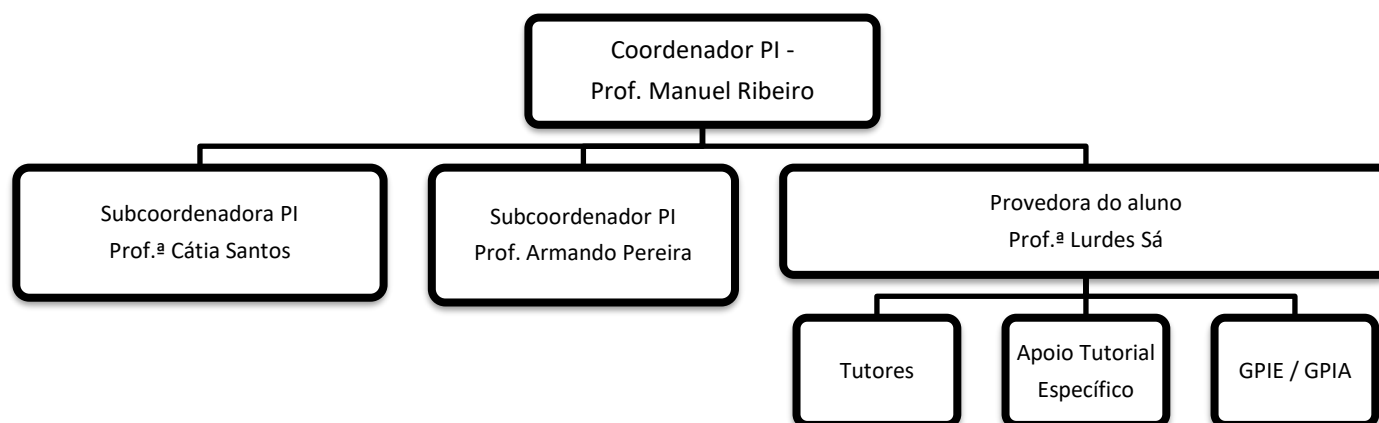 Coordenador PI -
Prof. Manuel Ribeiro
Subcoordenadora PI
Prof.ª Cátia Santos
Subcoordenador PI
Prof. Armando Pereira
Provedora do aluno
Prof.ª Lurdes Sá
Tutores
Apoio Tutorial
Específico
GPIE / GPIA